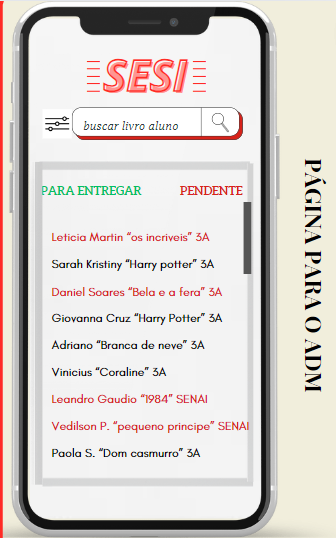 SESI
buscar livro aluno
PARA ENTREGAR PENDENTE
Leticia Martin “os incriveis” 3A
Sarah Kristiny “Harry potter” 3A
Daniel Soares “Bela e a fera” 3A
Giovanna Cruz “Harry Potter” 3A
Adriano “Branca de neve” 3A
Vinicius “Coraline” 3A
Leandro Gaudio “1984” SENAI
Vedilson P. “pequeno principe” SENAI
Paola S. “Dom casmurro” 3A
PÁGINA PARA O ADM